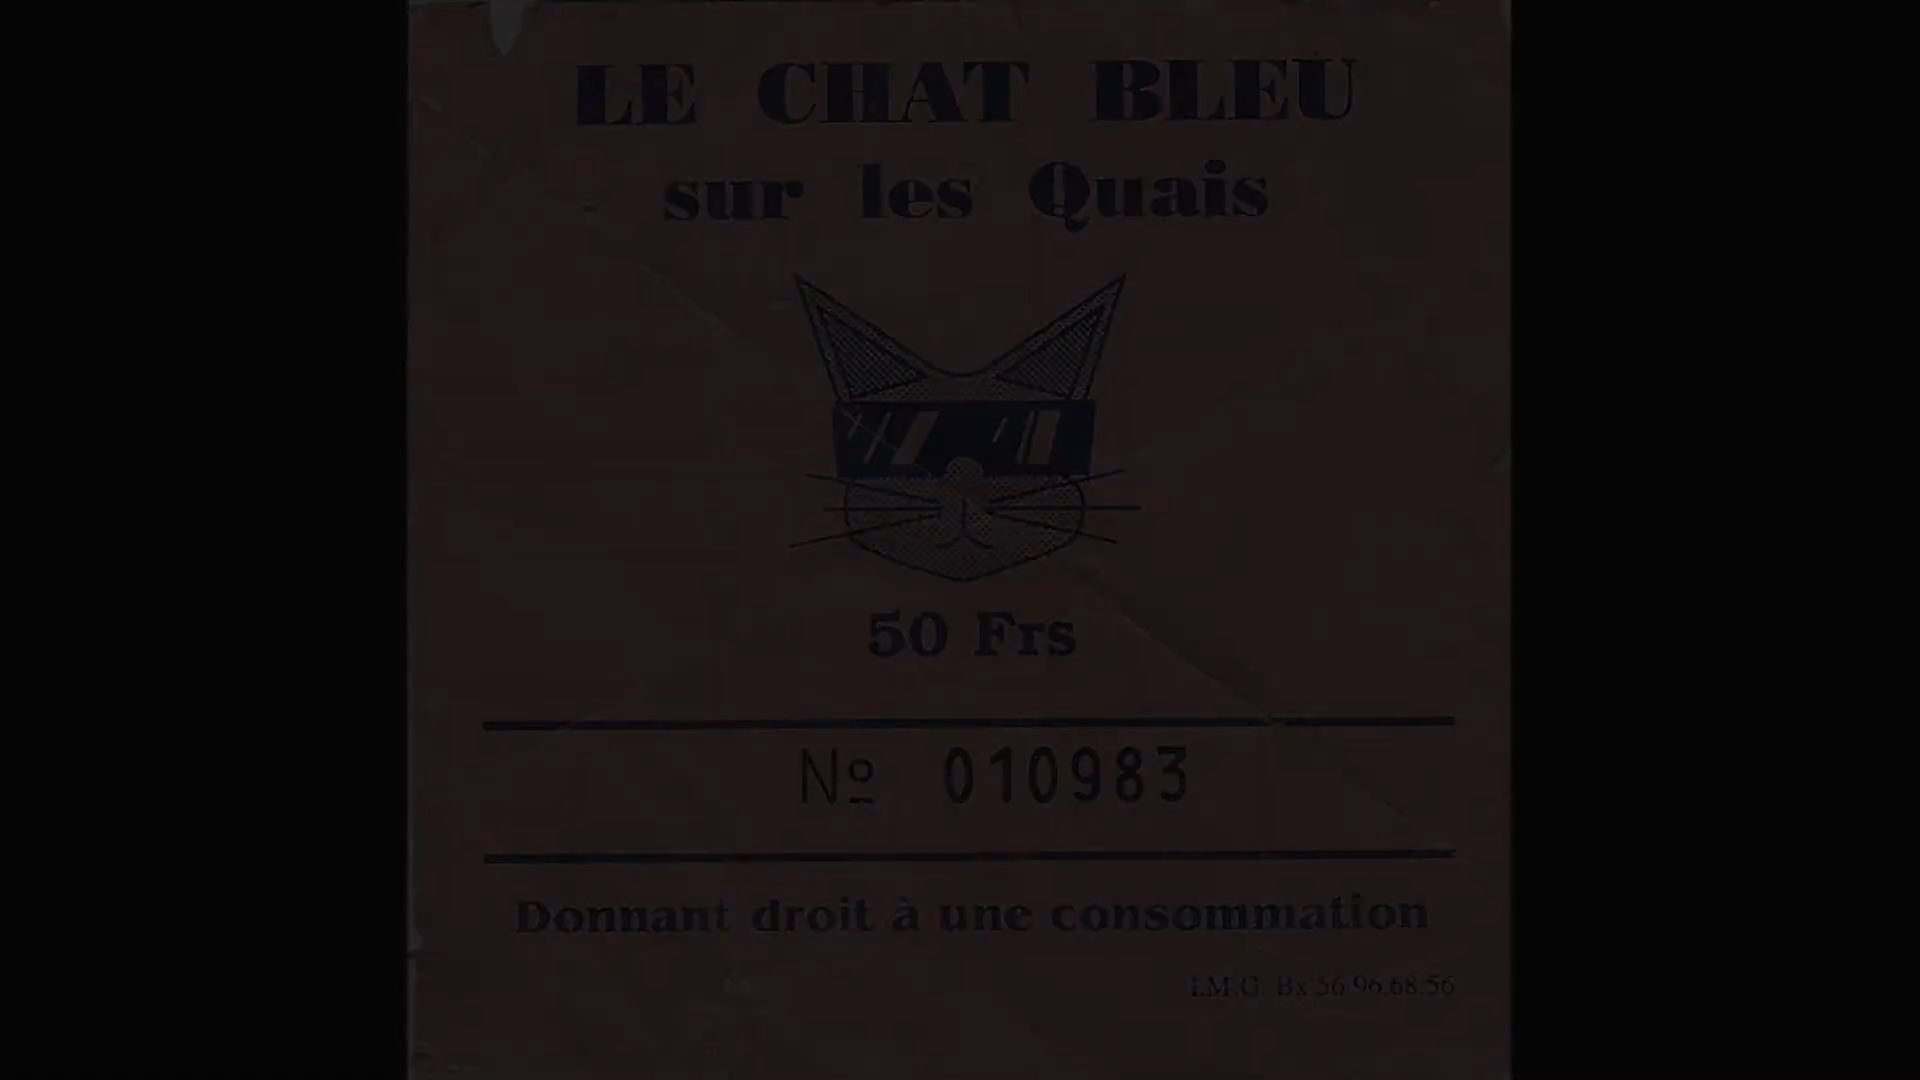 LE CHAT BLEU
sur les Quais
50 Frs
Nº 010983
Donnant droit à une consommation
I.M.G. Bx 56.96.68.56